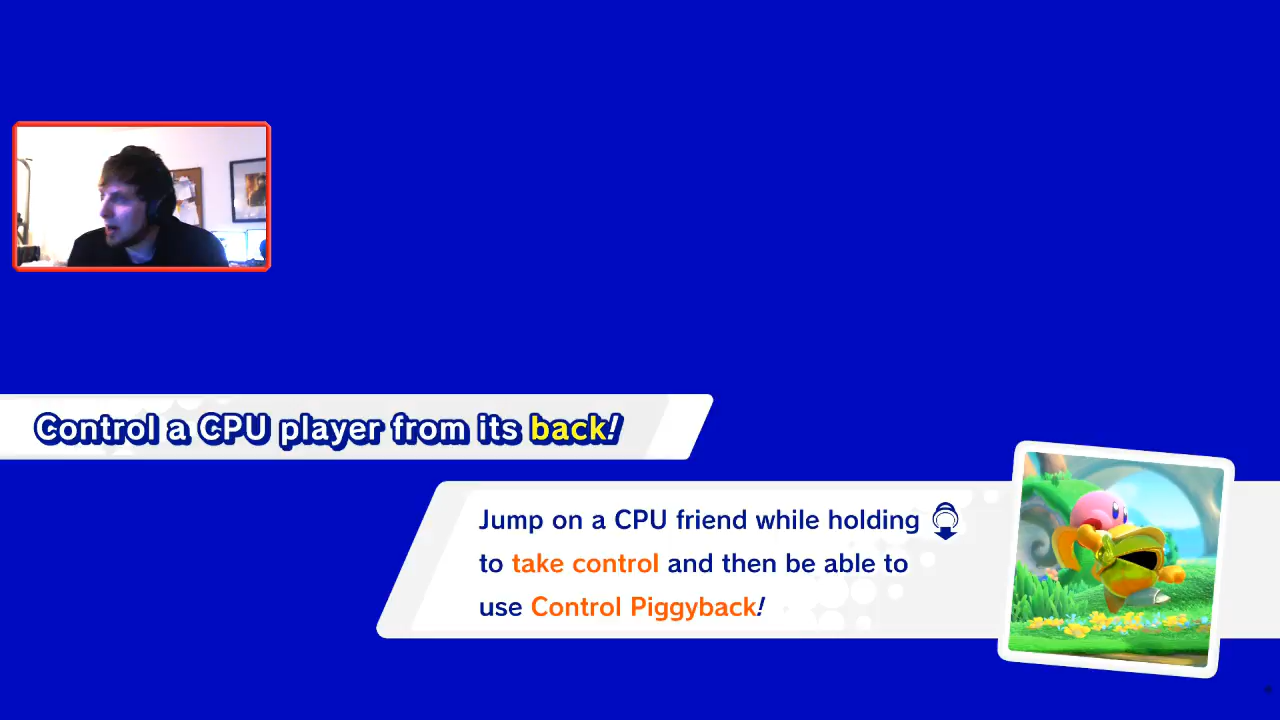 Control a CPU player from its back!
Jump on a CPU friend while holding
to take control and then be able to
use Control Piggyback!